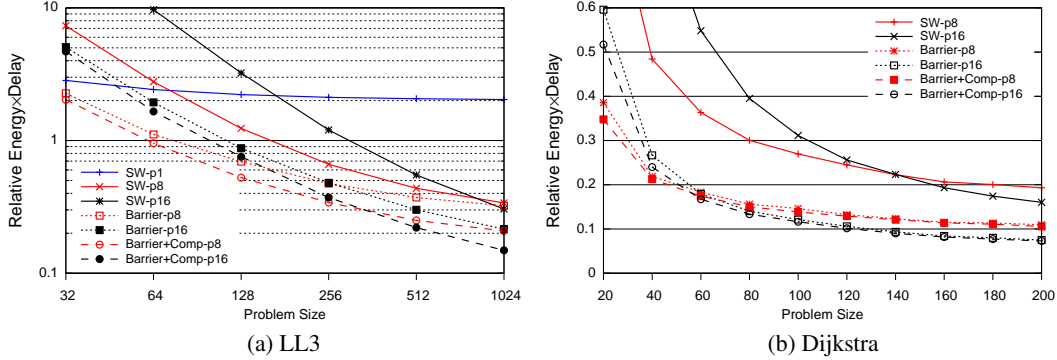 Relative Energy×Delay
10
1
0.1
SW-p1
SW-p8
SW-p16
Barrier-p8
Barrier-p16
Barrier+Comp-p8
Barrier+Comp-p16
32 64 128 256 512 1024
Problem Size
(a) LL3
Relative Energy×Delay
0.6
0.5
0.4
0.3
0.2
0.1
0
SW-p8
SW-p16
Barrier-p8
Barrier-p16
Barrier+Comp-p8
Barrier+Comp-p16
20 40 60 80 100 120 140 160 180 200
Problem Size
(b) Dijkstra